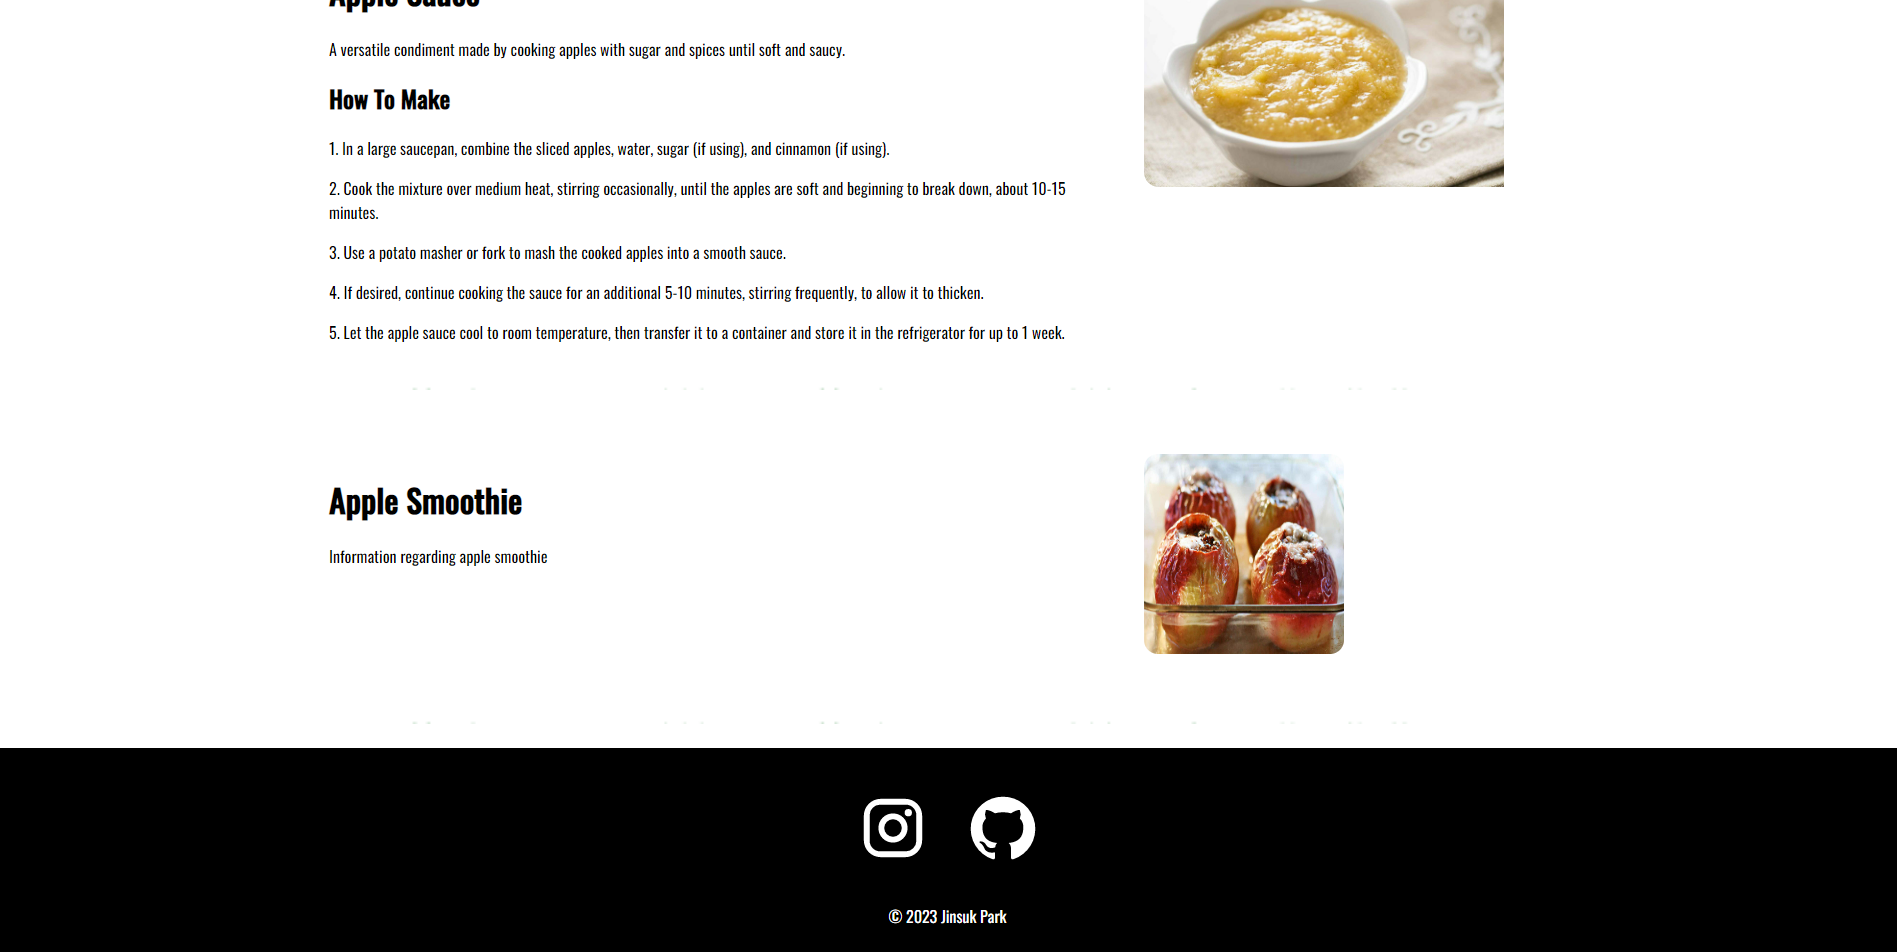 Apple Sauce
A versatile condiment made by cooking apples with sugar and spices until soft and saucy.
How To Make
1. In a large saucepan, combine the sliced apples, water, sugar (if using), and cinnamon (if using).
2. Cook the mixture over medium heat, stirring occasionally, until the apples are soft and beginning to break down, about 10-15
minutes.
3. Use a potato masher or fork to mash the cooked apples into a smooth sauce.
4. If desired, continue cooking the sauce for an additional 5-10 minutes, stirring frequently, to allow it to thicken.
5. Let the apple sauce cool to room temperature, then transfer it to a container and store it in the refrigerator for up to 1 week.
Apple Smoothie
Information regarding apple smoothie
© 2023 Jinsuk Park